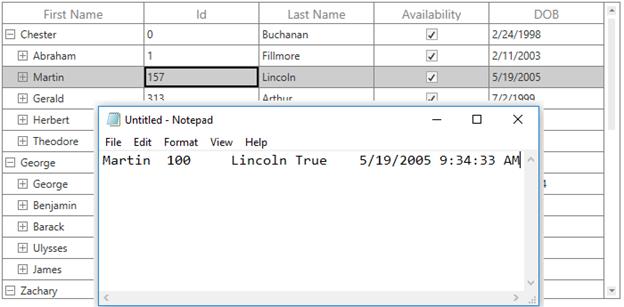 First Name Id Last Name Availability DOB
Chester 0 Buchanan 2/24/1998
Abraham 1 Fillmore 2/11/2003
Martin 157 Lincoln 5/19/2005
Gerald 313 Arthur 7/2/1999
Herbert
Theodore
George
George 4
Benjamin
Barack
Ulysses
James
Zachary
Untitled - Notepad
File Edit Format View Help
Martin 100 Lincoln True 5/19/2005 9:34:33 AM